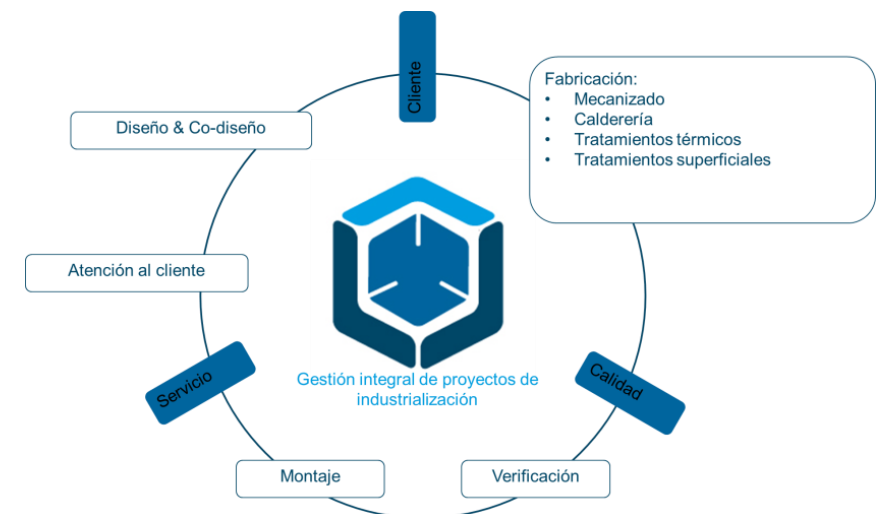 Cliente
Fabricación:
• Mecanizado
• Calderería
• Tratamientos térmicos
• Tratamientos superficiales
Diseño & Co-diseño
Atención al cliente
Servicio
Gestión integral de proyectos de
industrialización
Calidad
Montaje
Verificación